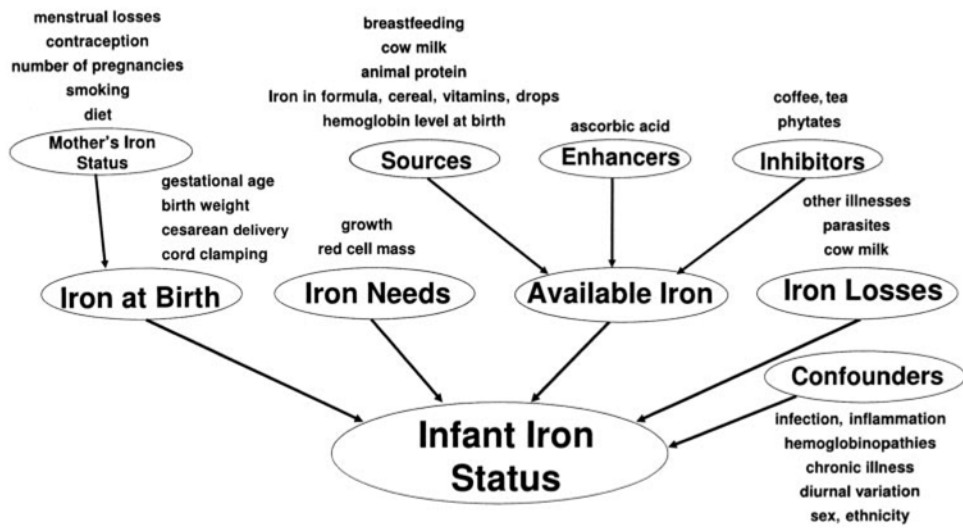 menstrual losses
contraception
number of pregnancies
smoking
diet
Mother's Iron
Status
breastfeeding
cow milk
animal protein
Iron in formula, cereal, vitamins, drops
hemoglobin level at birth
Sources
ascorbic acid
Enhancers
coffee, tea
phytates
Inhibitors
gestational age
birth weight
cesarean delivery
cord clamping
Iron at Birth
growth
red cell mass
Iron Needs
Available Iron
other illnesses
parasites
cow milk
Iron Losses
Infant Iron
Status
Confounders
infection, inflammation
hemoglobinopathies
chronic illness
diurnal variation
sex, ethnicity